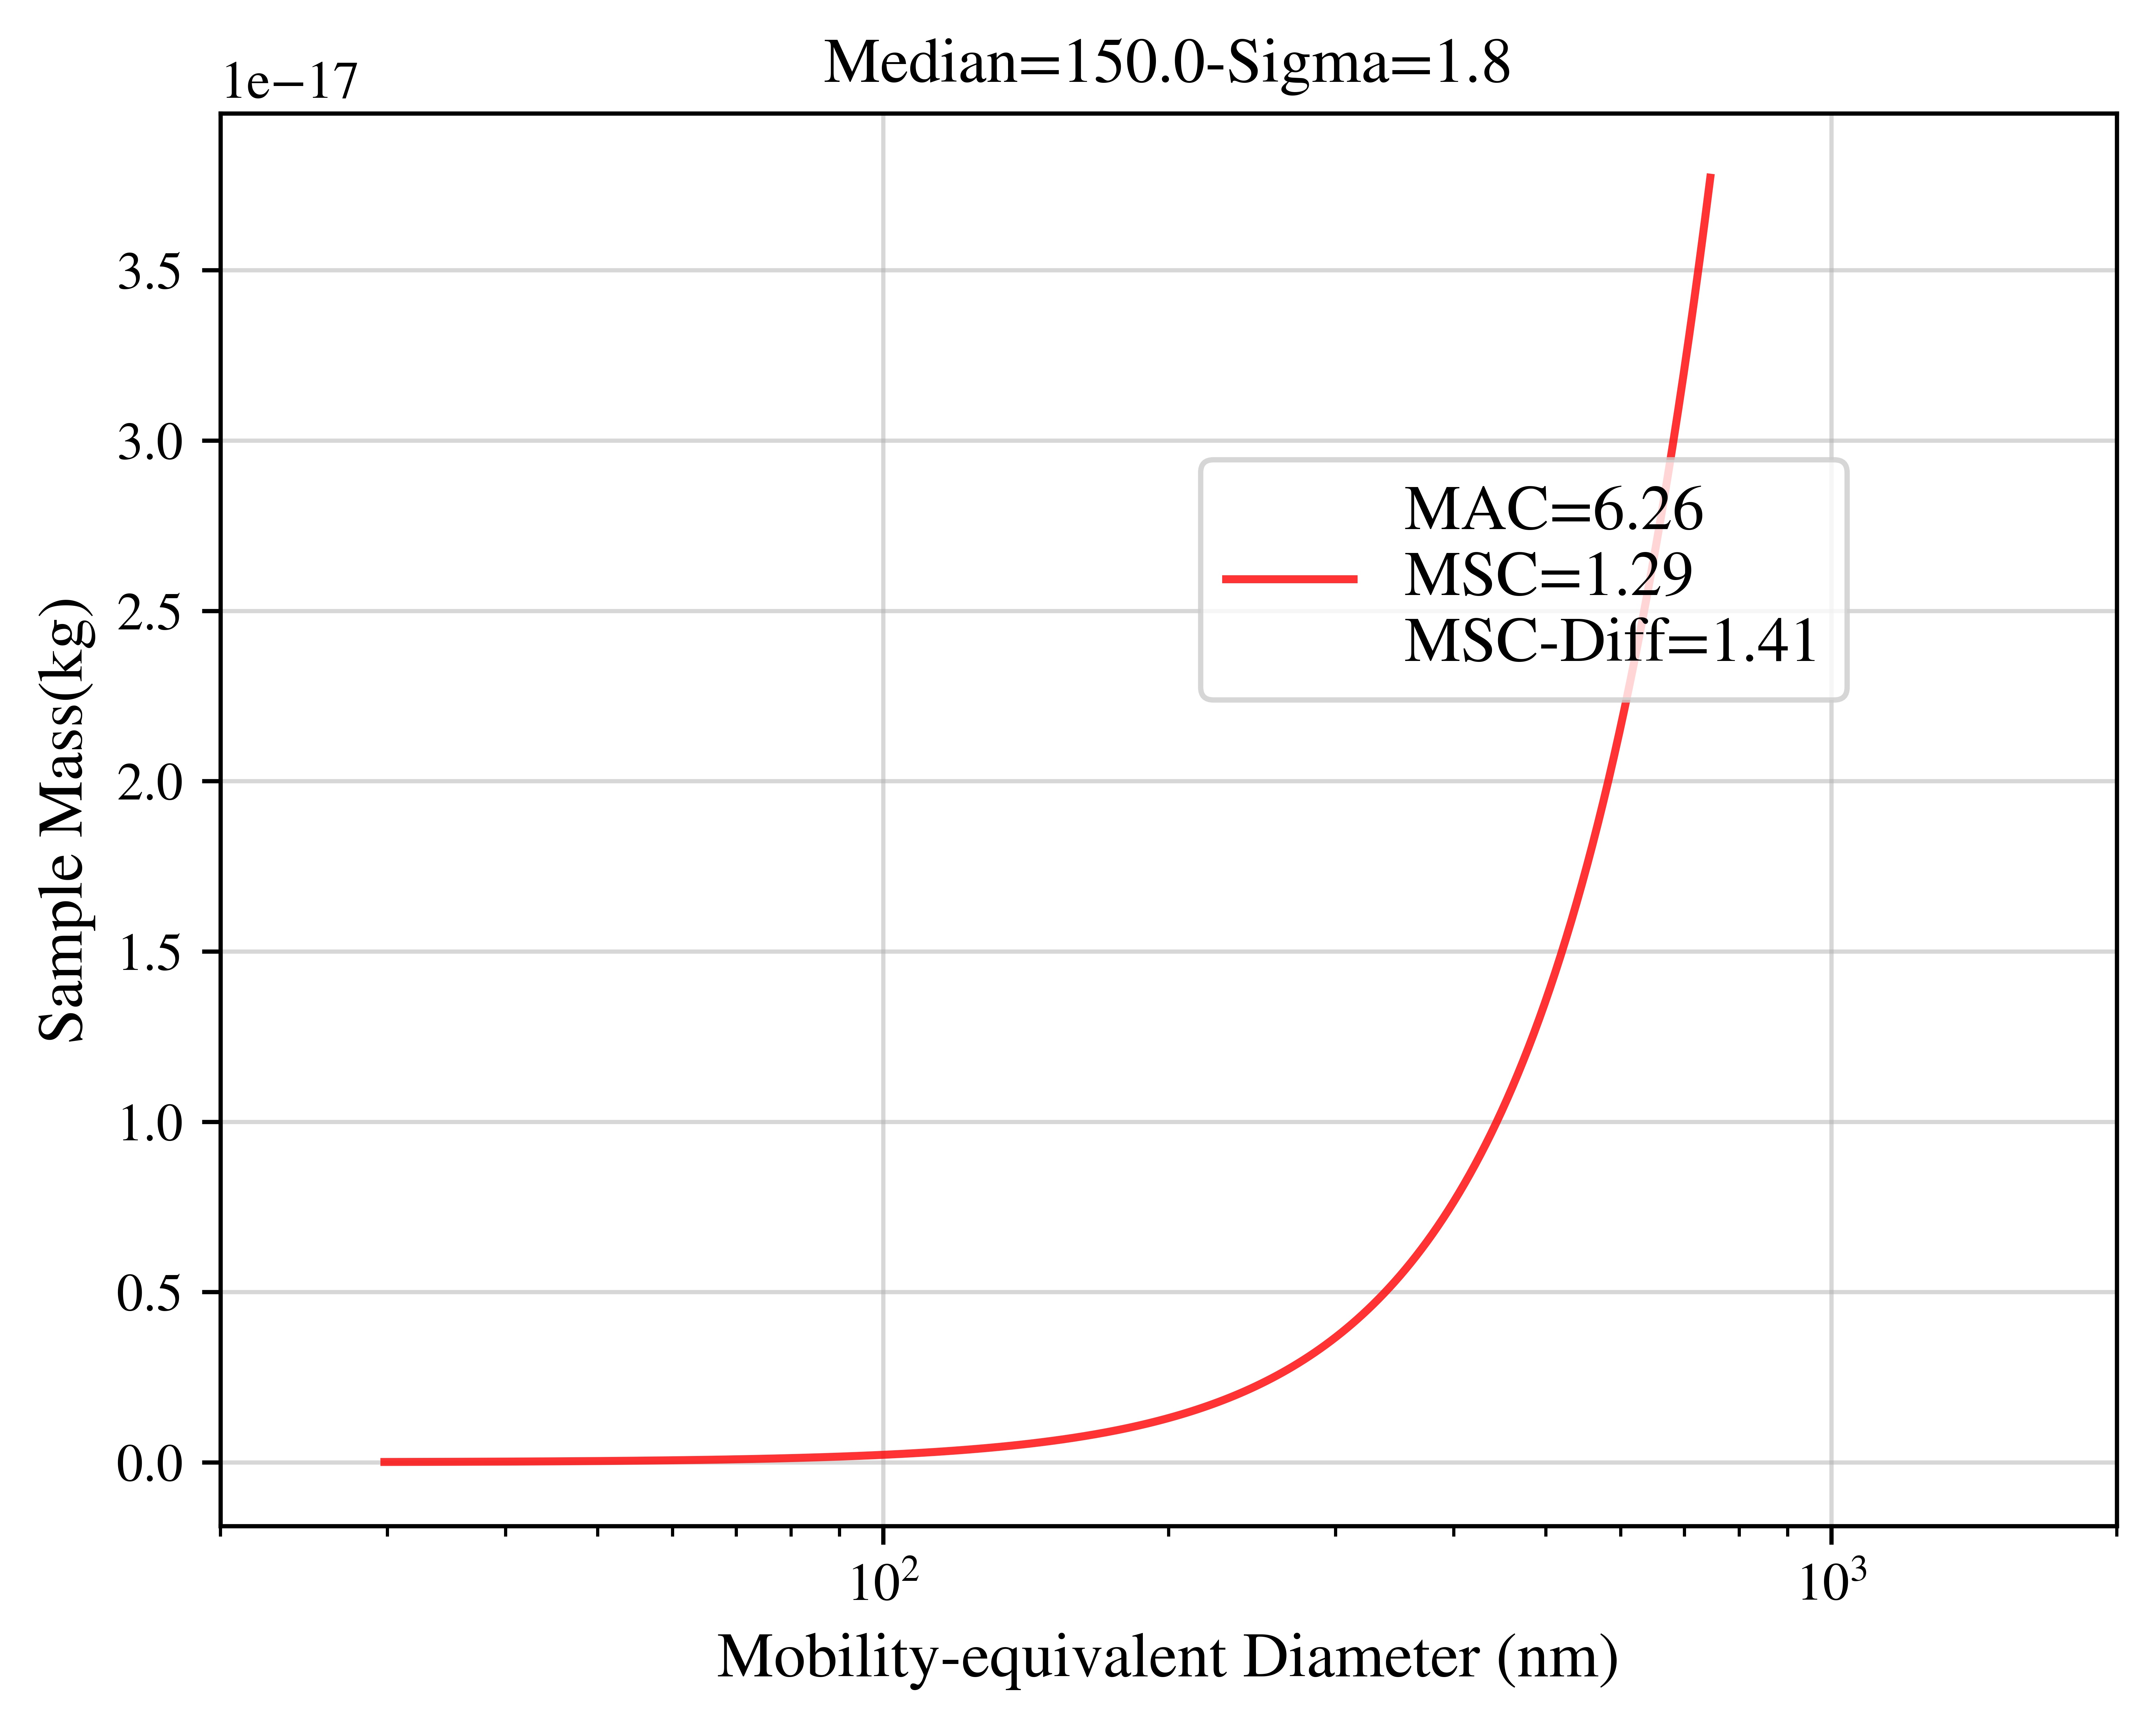 Median=150.0-Sigma=1.8
1e−17
3.5
3.0
2.5
2.0
1.5
1.0
0.5
0.0
Sample Mass(kg)
MAC=6.26
MSC=1.29
MSC-Diff=1.41
10²
10³
Mobility-equivalent Diameter (nm)